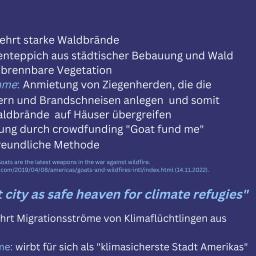 ehrt starke Waldbrände
enteppich aus städtischer Bebauung und Wald
brennbare Vegetation
me: Anmietung von Ziegenherden, die die
ern und Brandschneisen anlegen und somit
aldbrände auf Häuser übergreifen
ung durch crowdfunding "Goat fund me"
reundliche Methode
oats are the latest weapons in the war against wildfire.
.com/2019/04/08/americas/goats-and-wildfires-intl/index.html (14.11.2022).
t city as safe heaven for climate refugies"
hrt Migrationsströme von Klimaflüchtlingen aus
me: wirbt für sich als "klimasicherste Stadt Amerikas"